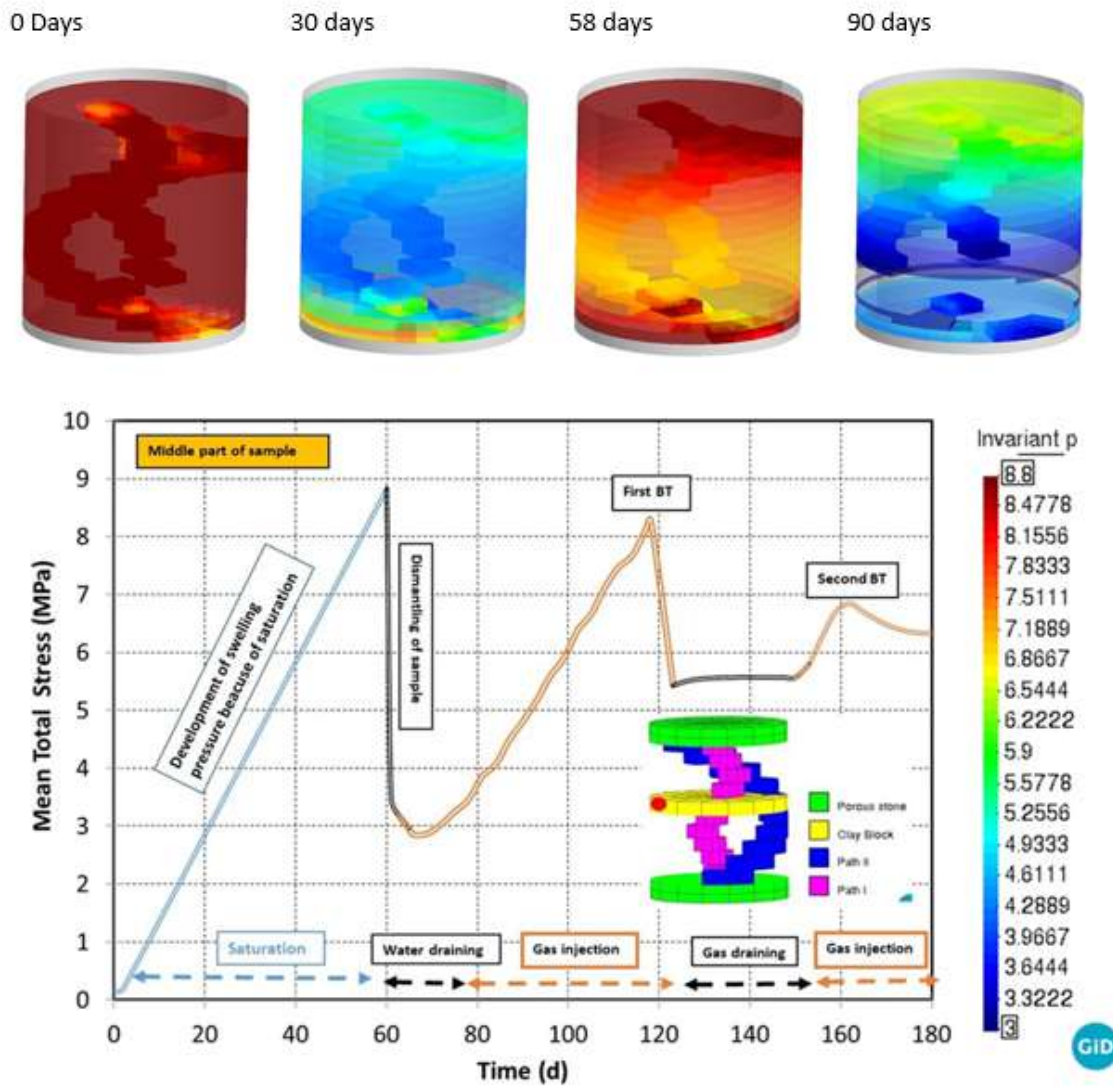 0 Days
30 days
58 days
90 days
10
9
8
7
6
5
4
3
2
1
0
Mean Total Stress (MPa)
Middle part of sample
Development of swelling
pressure beacuse of saturation
Dismantling of sample
First BT
Second BT
Porous stone
Clay Block
Path II
Path I
Saturation
Water draining
Gas injection
Gas draining
Gas injection
0
20
40
60
80
100
120
140
160
180
Time (d)
Invariant p
8.8
8.4778
8.1556
7.8333
7.5111
7.1889
6.8667
6.5444
6.2222
5.9
5.5778
5.2556
4.9333
4.6111
4.2889
3.9667
3.6444
3.3222
3
GiD